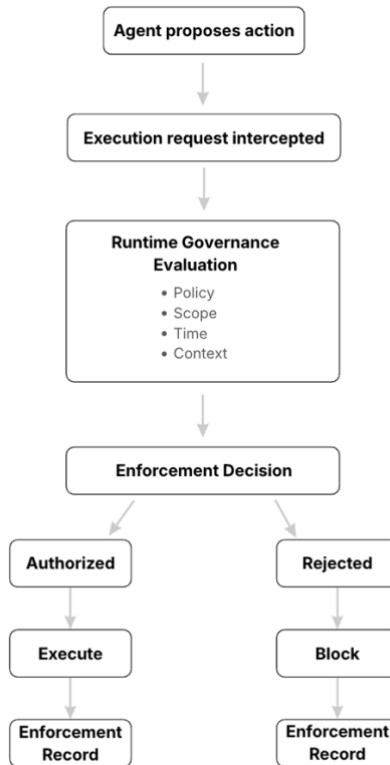 Agent proposes action
Execution request intercepted
Runtime Governance
Evaluation
• Policy
• Scope
• Time
• Context
Enforcement Decision
Authorized
Rejected
Execute
Block
Enforcement
Record
Enforcement
Record